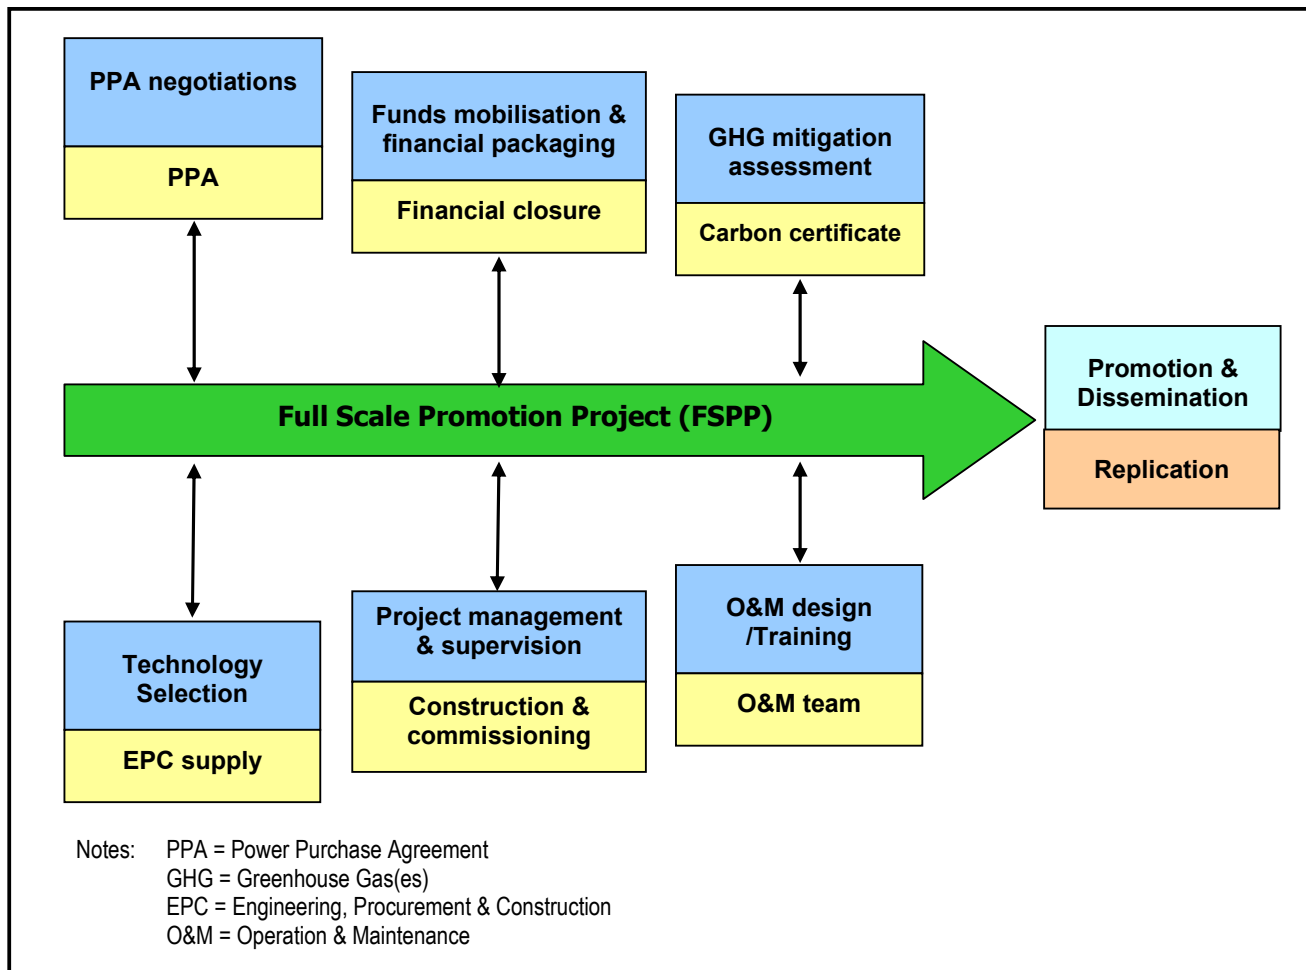 PPA negotiations
PPA
Funds mobilisation &
financial packaging
Financial closure
GHG mitigation
assessment
Carbon certificate
Full Scale Promotion Project (FSPP)
Promotion &
Dissemination
Replication
Technology
Selection
EPC supply
Project management
& supervision
Construction &
commissioning
O&M design
/Training
O&M team
Notes: PPA = Power Purchase Agreement
GHG = Greenhouse Gas(es)
EPC = Engineering, Procurement & Construction
O&M = Operation & Maintenance